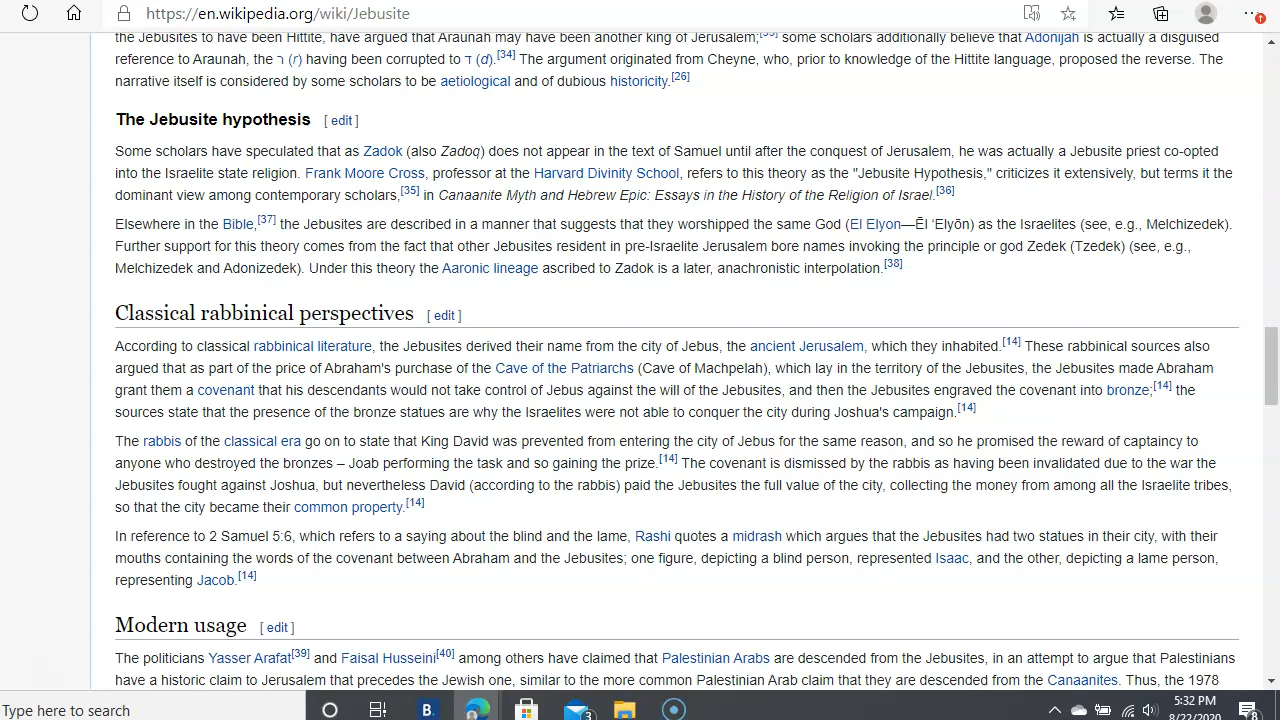 https://en.wikipedia.org/wiki/Jebusite
the Jebusites to have been Hittite, have argued that Araunah may have been another king of Jerusalem;[33] some scholars additionally believe that Adonijah is actually a disguised
reference to Araunah, the ר (r) having been corrupted to ד (d).[34] The argument originated from Cheyne, who, prior to knowledge of the Hittite language, proposed the reverse. The
narrative itself is considered by some scholars to be aetiological and of dubious historicity.[26]
The Jebusite hypothesis [ edit ]
Some scholars have speculated that as Zadok (also Zadoq) does not appear in the text of Samuel until after the conquest of Jerusalem, he was actually a Jebusite priest co-opted
into the Israelite state religion. Frank Moore Cross, professor at the Harvard Divinity School, refers to this theory as the "Jebusite Hypothesis," criticizes it extensively, but terms it the
dominant view among contemporary scholars,[35] in Canaanite Myth and Hebrew Epic: Essays in the History of the Religion of Israel.[36]
Elsewhere in the Bible,[37] the Jebusites are described in a manner that suggests that they worshipped the same God (El Elyon—Ēl ‘Elyōn) as the Israelites (see, e.g., Melchizedek).
Further support for this theory comes from the fact that other Jebusites resident in pre-Israelite Jerusalem bore names invoking the principle or god Zedek (Tzedek) (see, e.g.,
Melchizedek and Adonizedek). Under this theory the Aaronic lineage ascribed to Zadok is a later, anachronistic interpolation.[38]
Classical rabbinical perspectives [ edit ]
According to classical rabbinical literature, the Jebusites derived their name from the city of Jebus, the ancient Jerusalem, which they inhabited.[14] These rabbinical sources also
argued that as part of the price of Abraham's purchase of the Cave of the Patriarchs (Cave of Machpelah), which lay in the territory of the Jebusites, the Jebusites made Abraham
grant them a covenant that his descendants would not take control of Jebus against the will of the Jebusites, and then the Jebusites engraved the covenant into bronze;[14] the
sources state that the presence of the bronze statues are why the Israelites were not able to conquer the city during Joshua's campaign.[14]
The rabbis of the classical era go on to state that King David was prevented from entering the city of Jebus for the same reason, and so he promised the reward of captaincy to
anyone who destroyed the bronzes – Joab performing the task and so gaining the prize.[14] The covenant is dismissed by the rabbis as having been invalidated due to the war the
Jebusites fought against Joshua, but nevertheless David (according to the rabbis) paid the Jebusites the full value of the city, collecting the money from among all the Israelite tribes,
so that the city became their common property.[14]
In reference to 2 Samuel 5:6, which refers to a saying about the blind and the lame, Rashi quotes a midrash which argues that the Jebusites had two statues in their city, with their
mouths containing the words of the covenant between Abraham and the Jebusites; one figure, depicting a blind person, represented Isaac, and the other, depicting a lame person,
representing Jacob.[14]
Modern usage [ edit ]
The politicians Yasser Arafat[39] and Faisal Husseini[40] among others have claimed that Palestinian Arabs are descended from the Jebusites, in an attempt to argue that Palestinians
have a historic claim to Jerusalem that precedes the Jewish one, similar to the more common Palestinian Arab claim that they are descended from the Canaanites. Thus, the 1978
Type here to search
B.
3
5:32 PM
8/22/2020
8